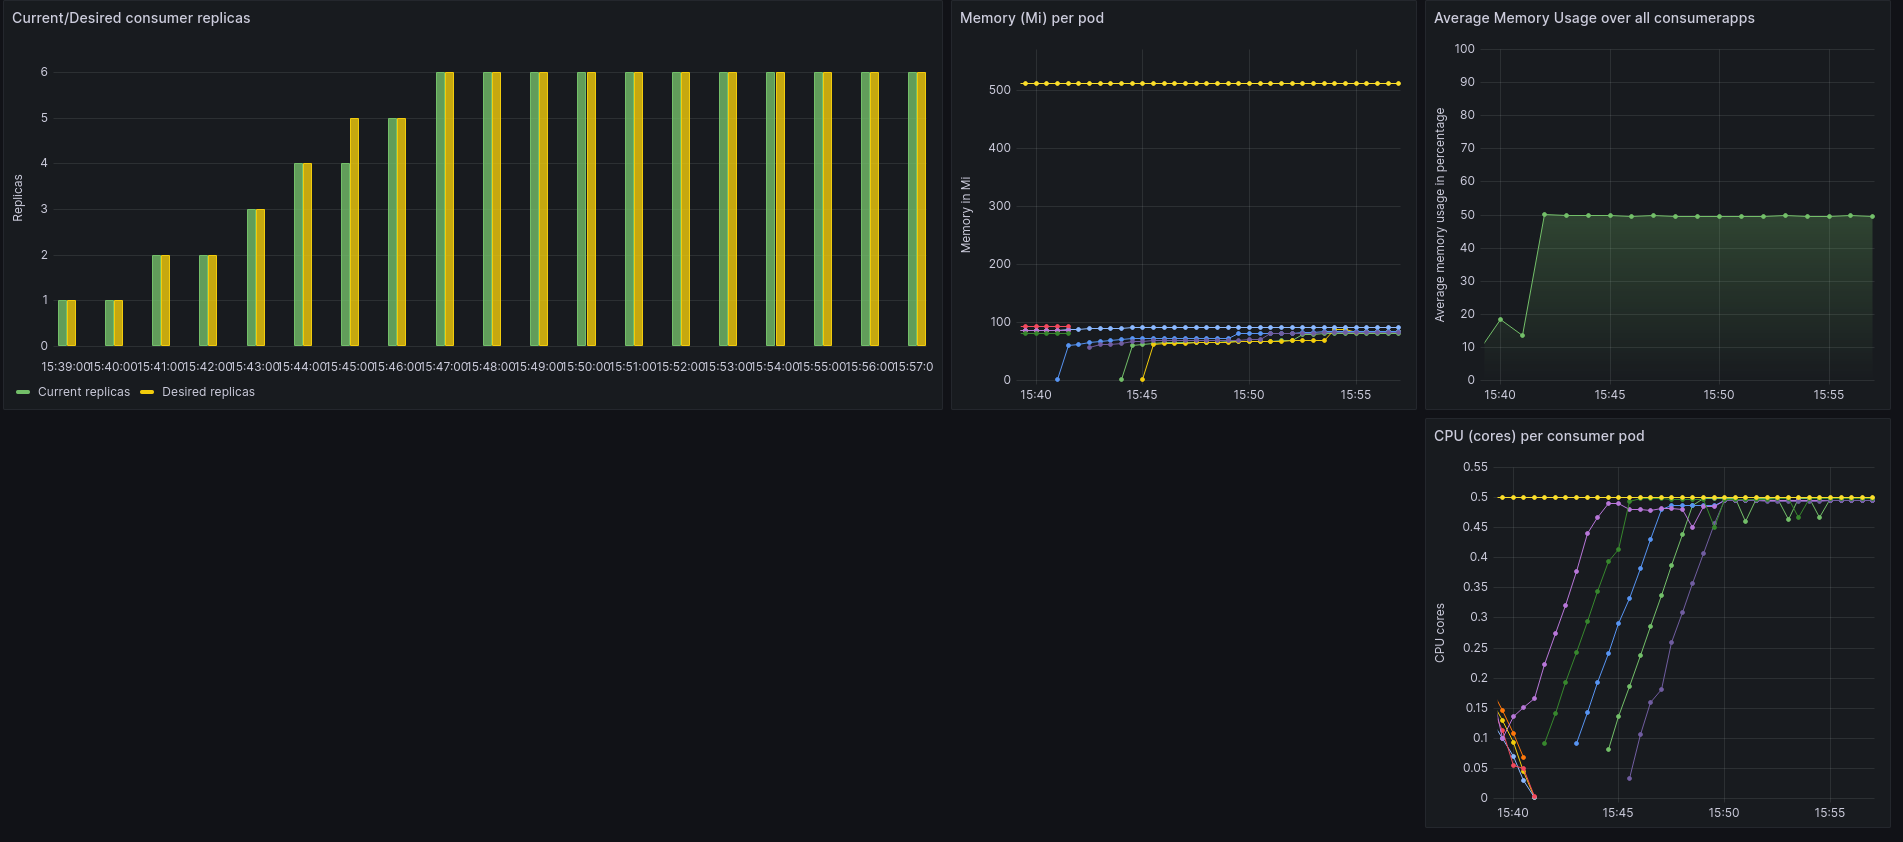 Current/Desired consumer replicas
6
5
4
3
2
1
0
Replicas
15:39:00 15:40:00 15:41:00 15:42:00 15:43:00 15:44:00 15:45:00 15:46:00 15:47:00 15:48:00 15:49:00 15:50:00 15:51:00 15:52:00 15:53:00 15:54:00 15:55:00 15:56:00 15:57:0
Current replicas Desired replicas
Memory (Mi) per pod
500
400
300
200
100
0
Memory in Mi
15:40 15:45 15:50 15:55
Average Memory Usage over all consumerapps
100
90
80
70
60
50
40
30
20
10
0
Average memory usage in percentage
15:40 15:45 15:50 15:55
CPU (cores) per consumer pod
0.55
0.5
0.45
0.4
0.35
0.3
0.25
0.2
0.15
0.1
0.05
0
CPU cores
15:40 15:45 15:50 15:55